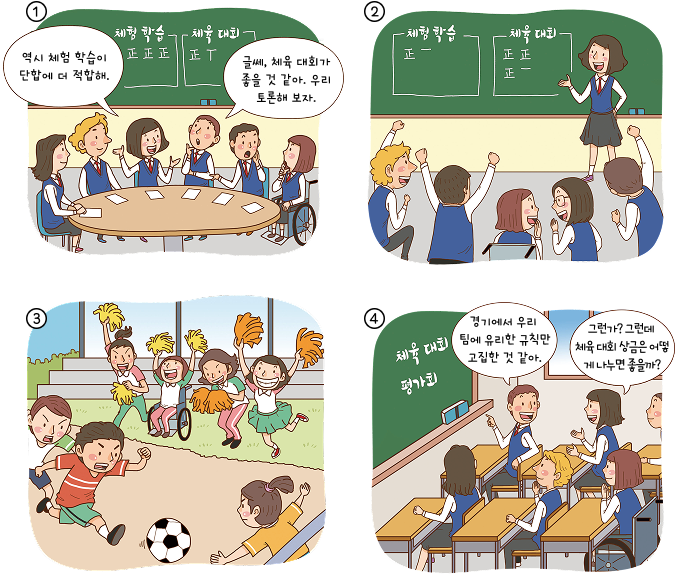 ①
체험 학습
正 正 正
체육 대회
正 丅
역시 체험 학습이
단합에 더 적합해.
글쎄, 체육 대회가
좋을 것 같아. 우리
토론해 보자.
②
체험 학습
正 一
체육 대회
正 正
正 一
③
④
체육 대회
평가회
경기에서 우리
팀에 유리한 규칙만
고집한 것 같아.
그런가? 그런데
체육 대회 상금은 어떻
게 나누면 좋을까?